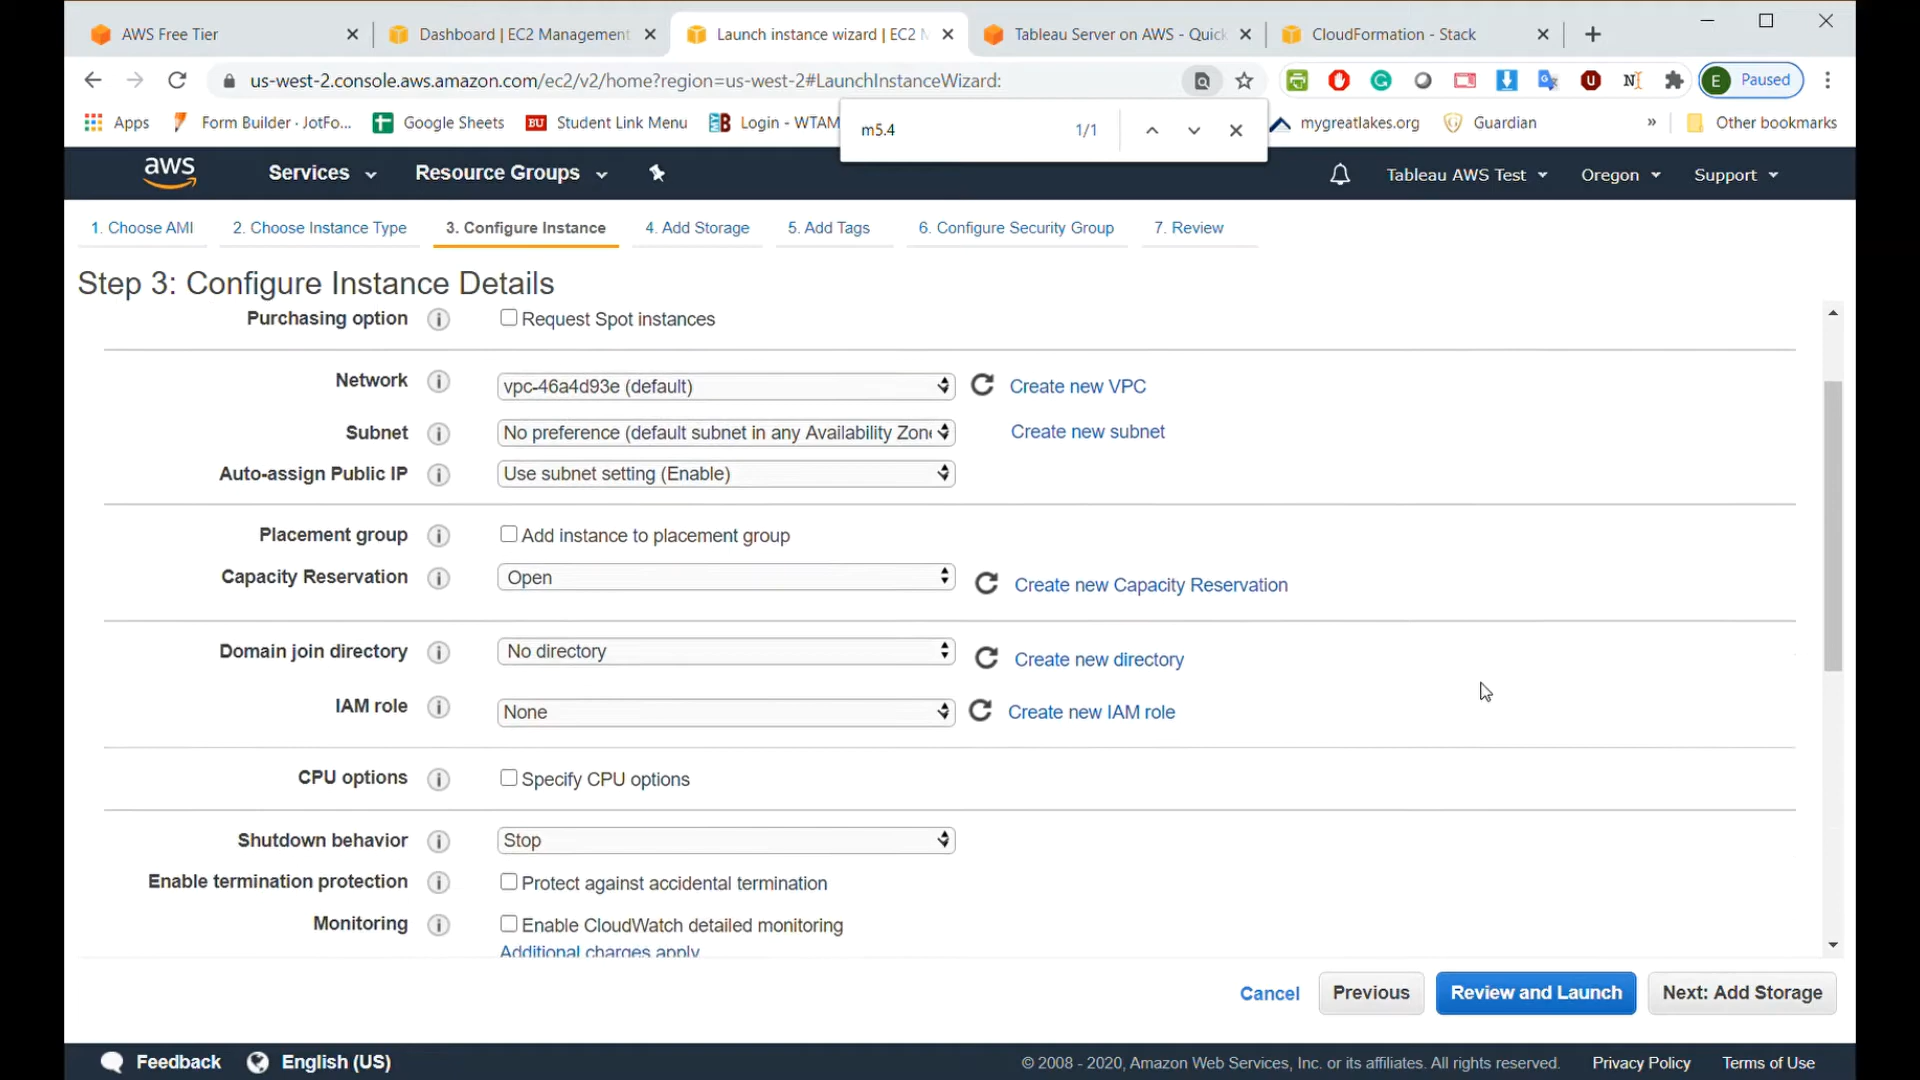 AWS Free Tier
Dashboard | EC2 Management
Launch instance wizard | EC2 M
Tableau Server on AWS - Quick
CloudFormation - Stack
us-west-2.console.aws.amazon.com/ec2/v2/home?region=us-west-2#LaunchInstanceWizard:
E Paused
Apps
Form Builder · JotFo...
Google Sheets
BU Student Link Menu
Login - WTAM
m5.4
1/1
mygreatlakes.org
Guardian
»
Other bookmarks
aws
Services
Resource Groups
Tableau AWS Test
Oregon
Support
1. Choose AMI
2. Choose Instance Type
3. Configure Instance
4. Add Storage
5. Add Tags
6. Configure Security Group
7. Review
Step 3: Configure Instance Details
Purchasing option i Request Spot instances
Network i vpc-46a4d93e (default) Create new VPC
Subnet i No preference (default subnet in any Availability Zone Create new subnet
Auto-assign Public IP i Use subnet setting (Enable)
Placement group i Add instance to placement group
Capacity Reservation i Open Create new Capacity Reservation
Domain join directory i No directory Create new directory
IAM role i None Create new IAM role
CPU options i Specify CPU options
Shutdown behavior i Stop
Enable termination protection i Protect against accidental termination
Monitoring i Enable CloudWatch detailed monitoring
Additional charges apply
Cancel
Previous
Review and Launch
Next: Add Storage
Feedback
English (US)
© 2008 - 2020, Amazon Web Services, Inc. or its affiliates. All rights reserved.
Privacy Policy
Terms of Use